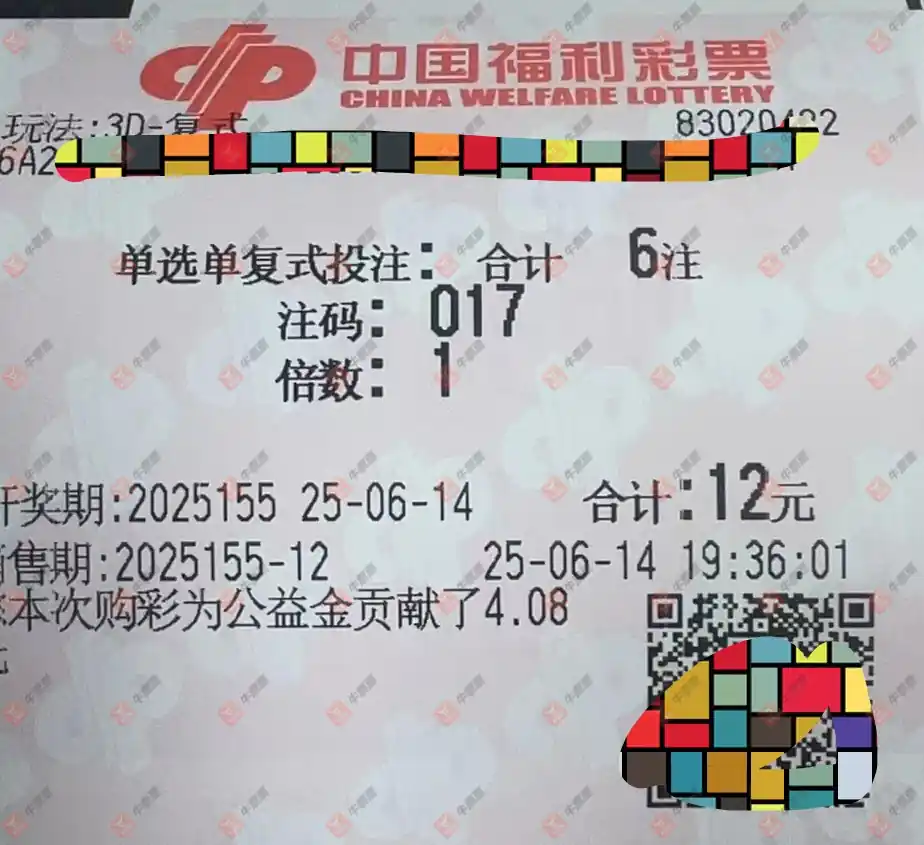 中国福利彩票
CHINA WELFARE LOTTERY
玩法:3D-复式
6A2
单选单复式投注: 合计 6注
注码: 017
倍数: 1
开奖期:2025155 25-06-14 合计:12元
销售期:2025155-12 25-06-14 19:36:01
您本次购彩为公益金贡献了4.08
元